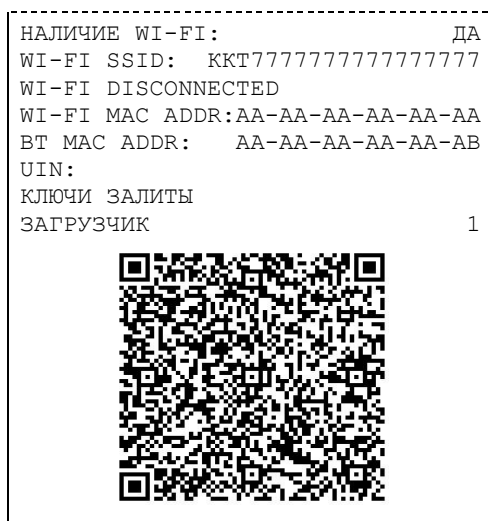 НАЛИЧИЕ WI-FI: ДА
WI-FI SSID: ККТ7777777777777777
WI-FI DISCONNECTED
WI-FI MAC ADDR:AA-AA-AA-AA-AA-AA
BT MAC ADDR: AA-AA-AA-AA-AA-AB
UIN:
КЛЮЧИ ЗАЛИТЫ
ЗАГРУЗЧИК 1